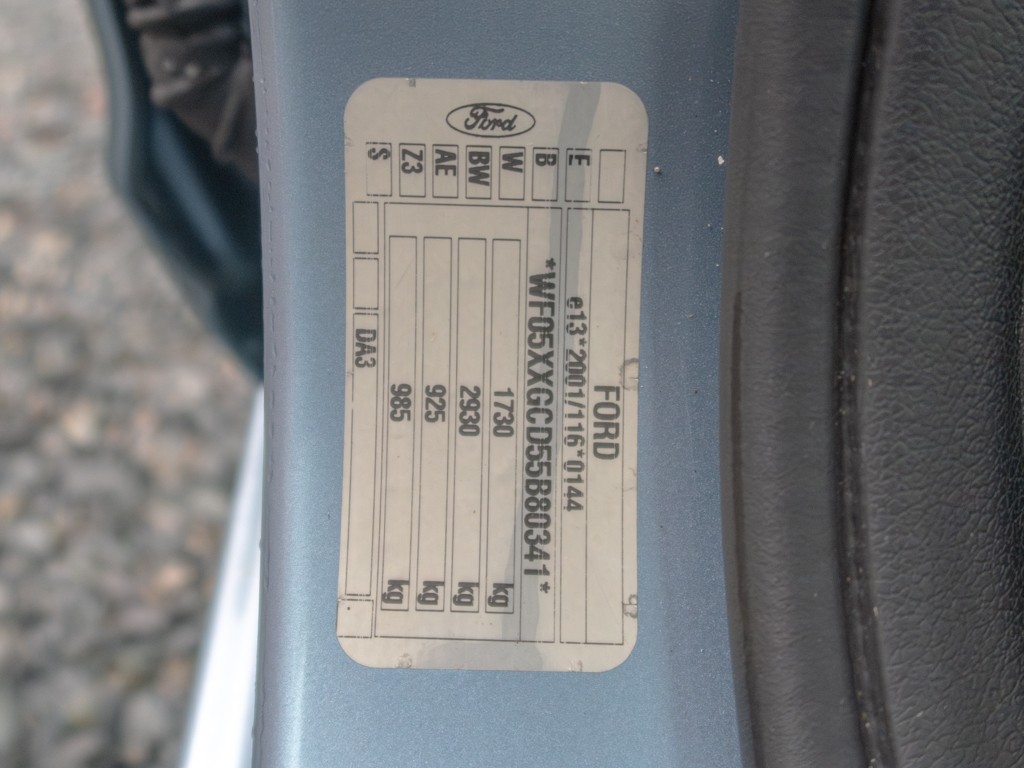 Ford
FORD
F e13*2001/116*0144
B *WF05XXGCD55B80341*
W 1730 kg
BW 2930 kg
AE 925 kg
Z3 985 kg
$ DA3